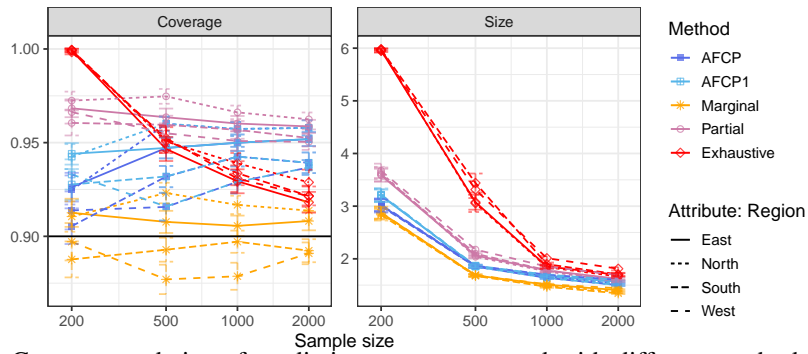 Coverage
Size
1.00
0.95
0.90
6
5
4
3
2
200
500
1000
2000
200
500
1000
2000
Sample size
Method
AFCP
AFCP1
Marginal
Partial
Exhaustive
Attribute: Region
East
North
South
West